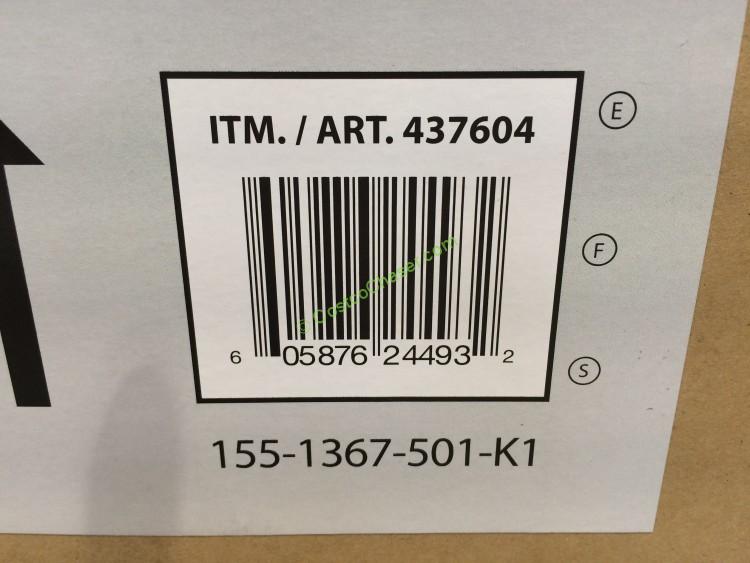 ITM. / ART. 437604
E
F
© CostcoChaser.com
6 05876 24493 2
S
155-1367-501-K1